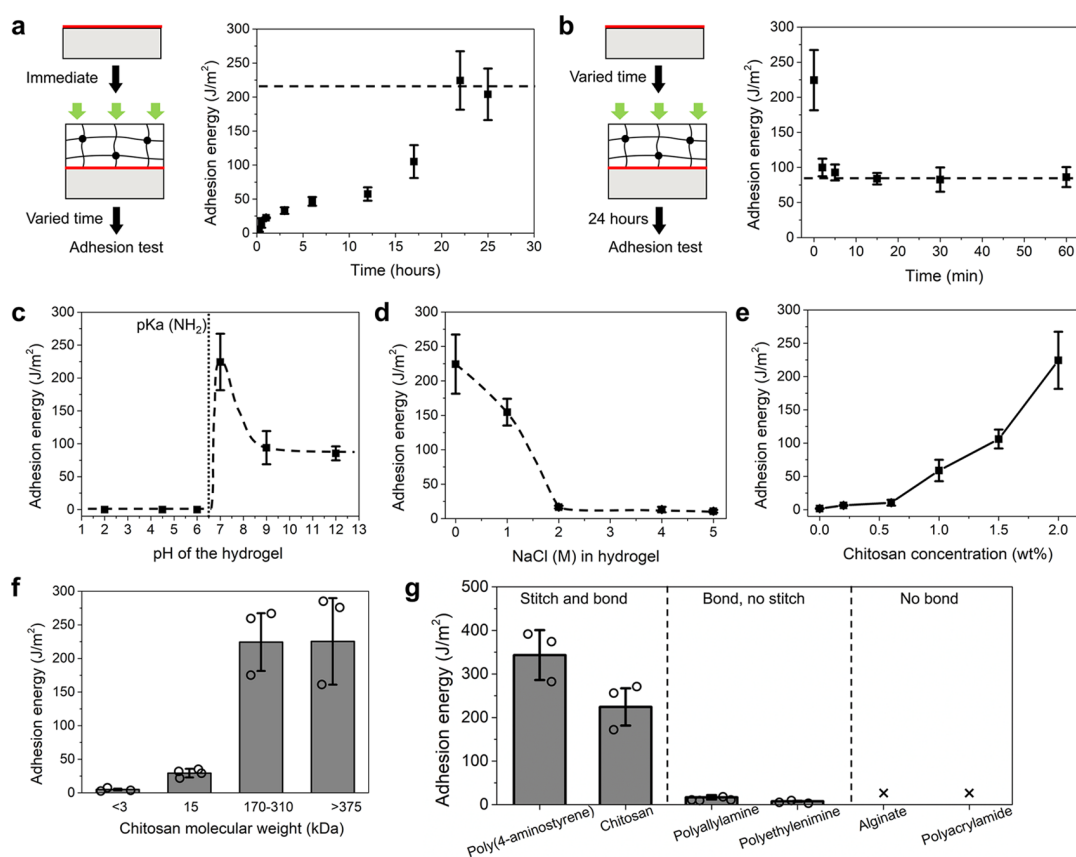 a
Immediate
Varied time
Adhesion test
Adhesion energy (J/m²)
300
250
200
150
100
50
0
0 5 10 15 20 25 30
Time (hours)
b
Varied time
24 hours
Adhesion test
Adhesion energy (J/m²)
300
250
200
150
100
50
0
0 10 20 30 40 50 60
Time (min)
c
pKa (NH₂)
Adhesion energy (J/m²)
300
250
200
150
100
50
0
1 2 3 4 5 6 7 8 9 10 11 12 13
pH of the hydrogel
d
Adhesion energy (J/m²)
300
250
200
150
100
50
0
0 1 2 3 4 5
NaCl (M) in hydrogel
e
Adhesion energy (J/m²)
300
250
200
150
100
50
0
0.0 0.5 1.0 1.5 2.0
Chitosan concentration (wt%)
f
Adhesion energy (J/m²)
300
250
200
150
100
50
0
<3 15 170-310 >375
Chitosan molecular weight (kDa)
g
Stitch and bond
Bond, no stitch
No bond
Adhesion energy (J/m²)
500
400
300
200
100
0
Poly(4-aminostyrene)
Chitosan
Polyallylamine
Polyethylenimine
Alginate
Polyacrylamide